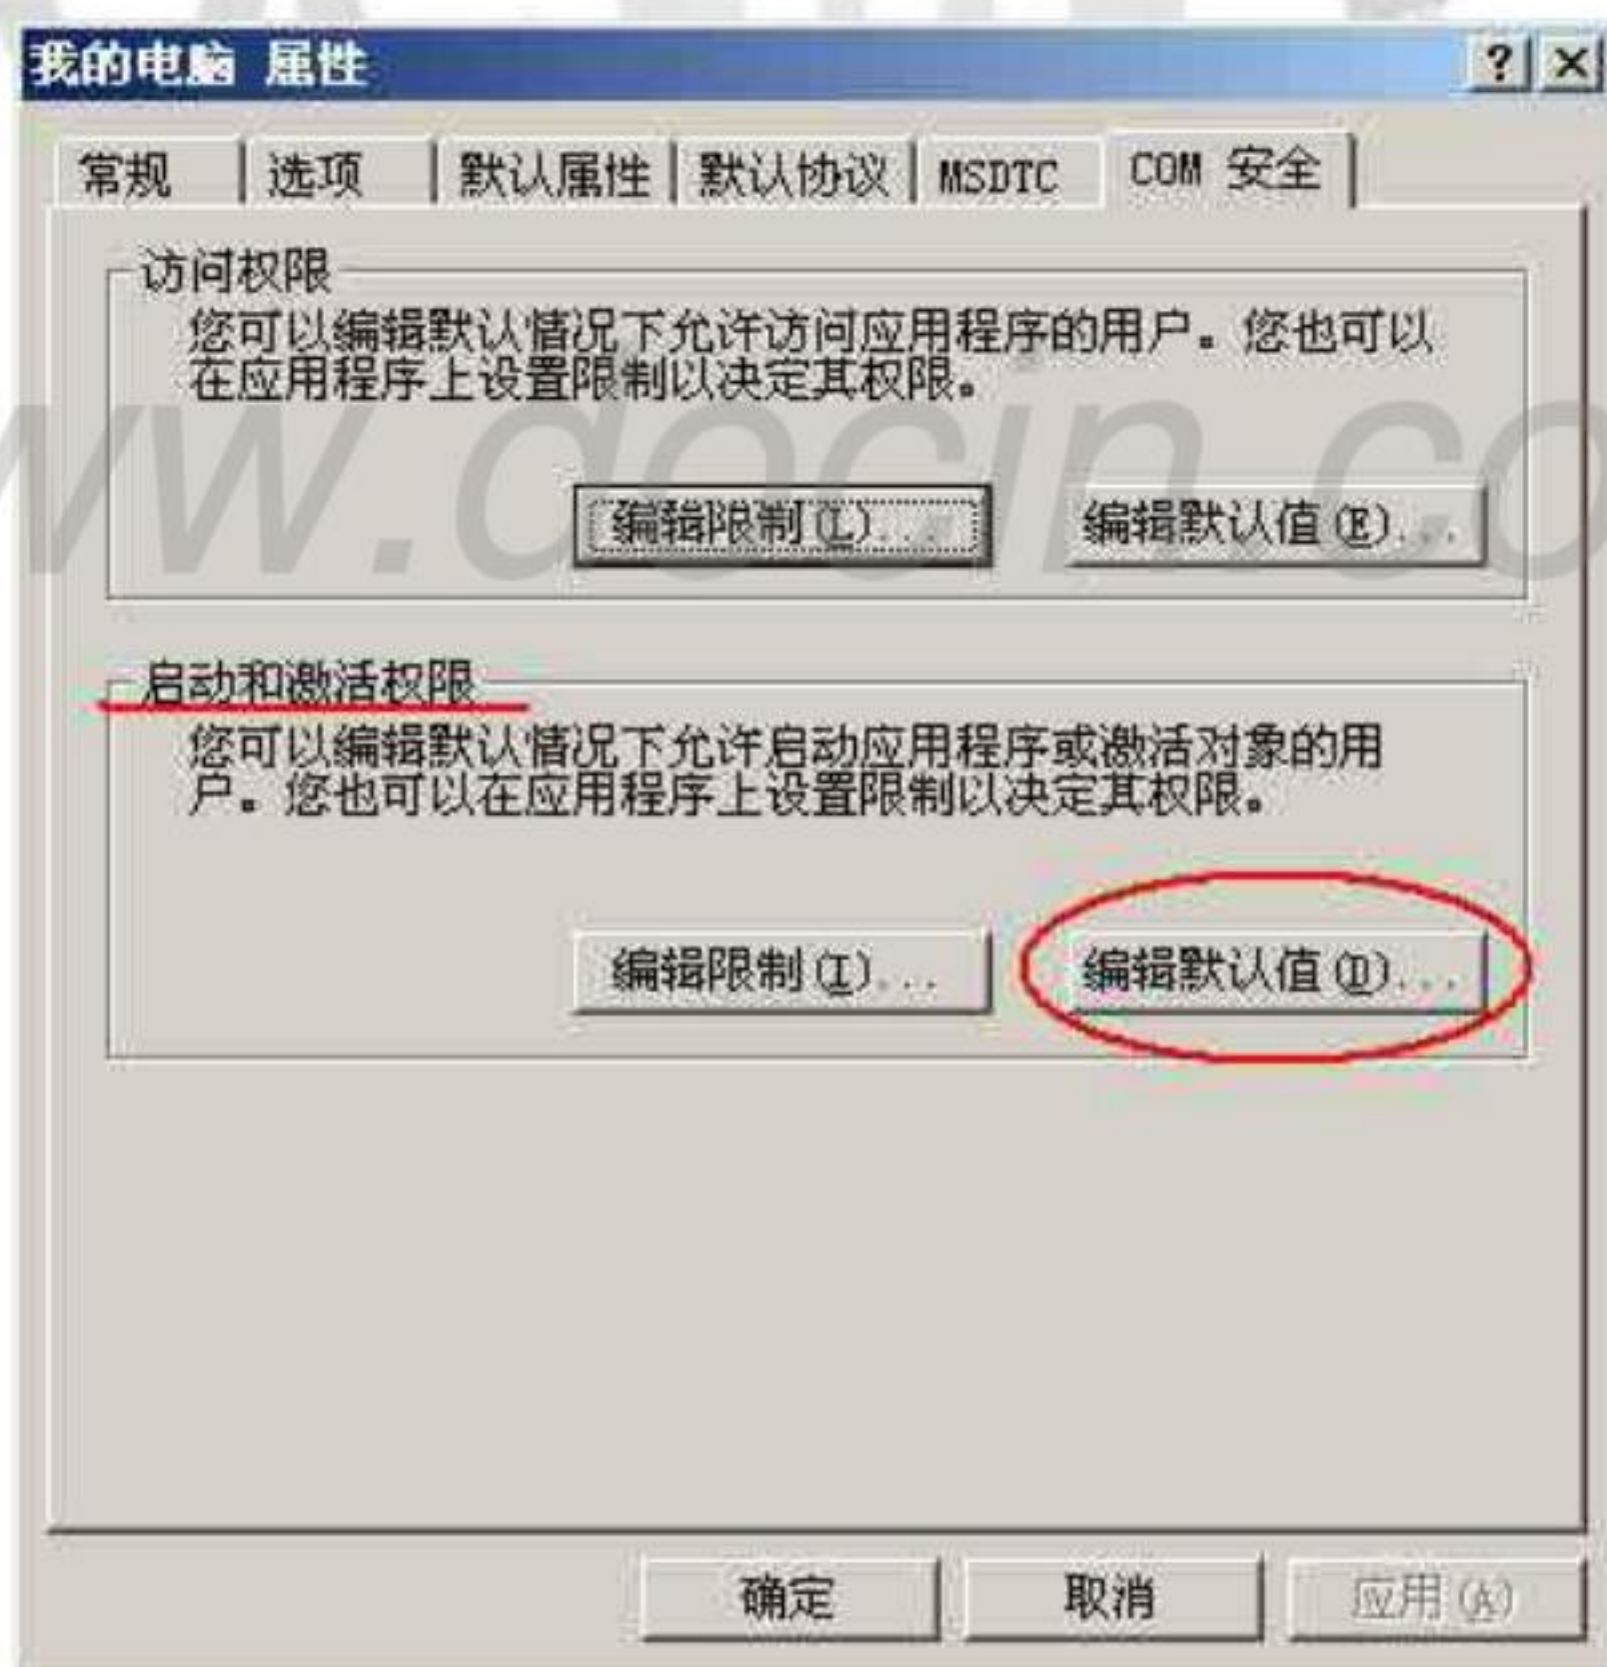 我的电脑 属性
常规 选项 默认属性 默认协议 MSDTC COM 安全
访问权限
您可以编辑默认情况下允许访问应用程序的用户。您也可以
在应用程序上设置限制以决定其权限。
编辑限制(L)... 编辑默认值(E)...
启动和激活权限
您可以编辑默认情况下允许启动应用程序或激活对象的用
户。您也可以在应用程序上设置限制以决定其权限。
编辑限制(I)... 编辑默认值(D)...
确定 取消 应用(A)
www.docin.co